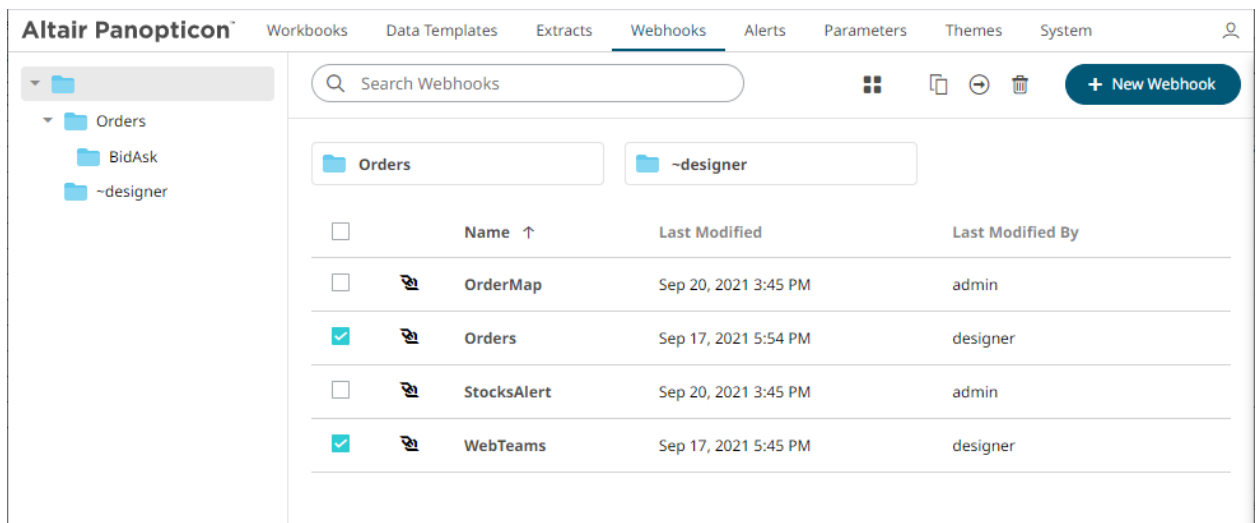 Altair Panopticon™ Workbooks Data Templates Extracts Webhooks Alerts Parameters Themes System
Search Webhooks
+ New Webhook
Orders
BidAsk
~designer
Orders
~designer
Name ↑ Last Modified Last Modified By
OrderMap Sep 20, 2021 3:45 PM admin
Orders Sep 17, 2021 5:54 PM designer
StocksAlert Sep 20, 2021 3:45 PM admin
WebTeams Sep 17, 2021 5:45 PM designer